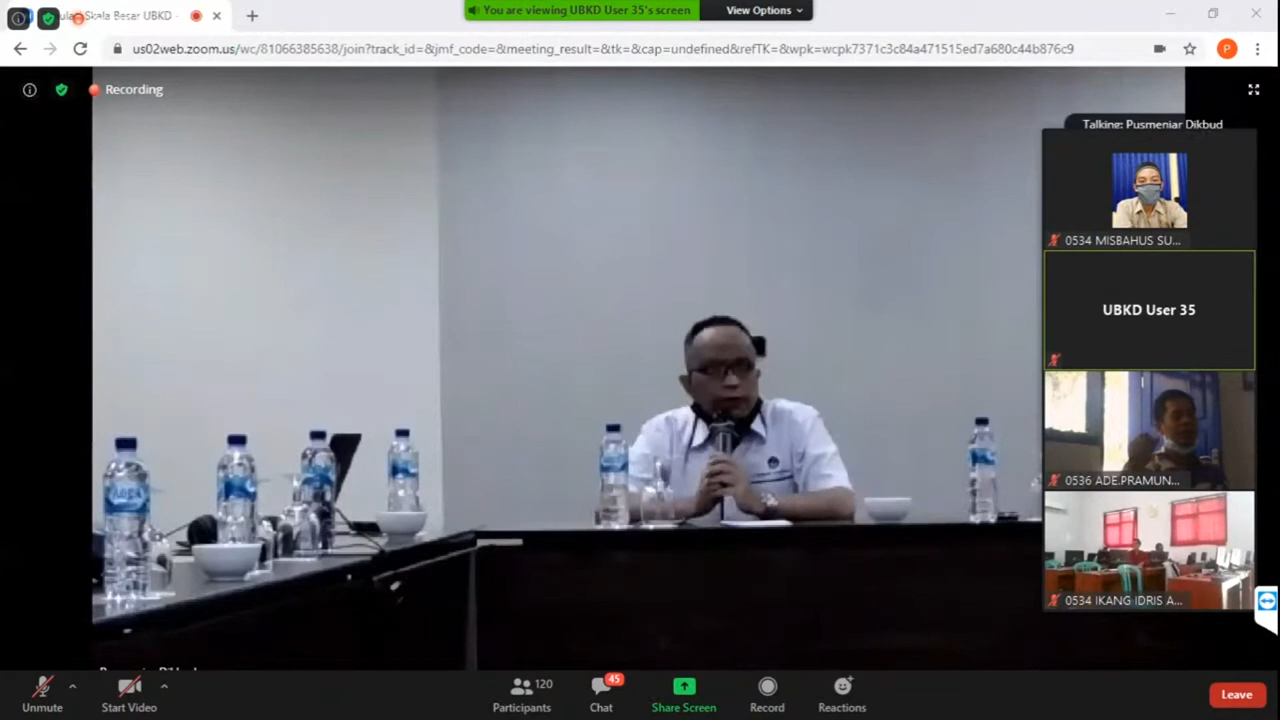 Skala Besar UBKD -
You are viewing UBKD User 35's screen
View Options
us02web.zoom.us/wc/81066385638/join?track_id=&jmf_code=&meeting_result=&tk=&cap=undefined&refTK=&wpk=wcpk7371c3c84a471515ed7a680c44b876c9
P
Recording
Talking: Pusmenjar Dikbud
0534 MISBAHUS SU...
UBKD User 35
0536 ADE.PRAMUN...
0534 IKANG IDRIS A...
Unmute
Start Video
120
Participants
45
Chat
Share Screen
Record
Reactions
Leave